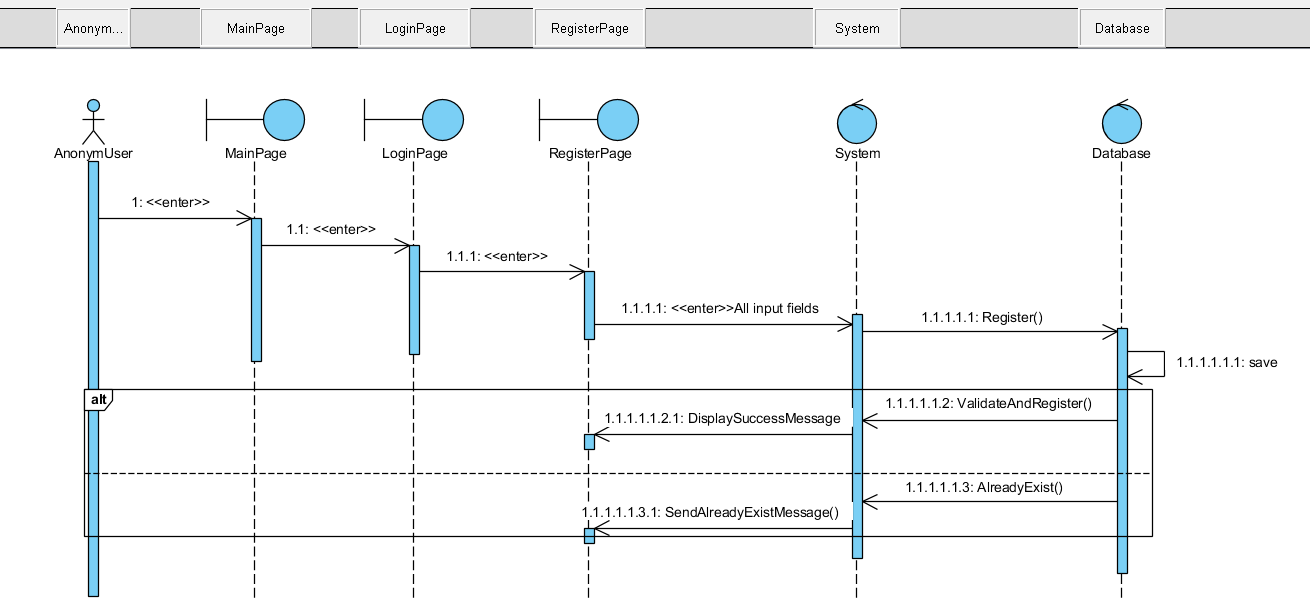 Anonym...
MainPage
LoginPage
RegisterPage
System
Database
AnonymUser
MainPage
LoginPage
RegisterPage
System
Database
1: <<enter>>
1.1: <<enter>>
1.1.1: <<enter>>
1.1.1.1: <<enter>>All input fields
1.1.1.1.1: Register()
1.1.1.1.1.1: save
alt
1.1.1.1.1.2: ValidateAndRegister()
1.1.1.1.1.2.1: DisplaySuccessMessage
1.1.1.1.1.3: AlreadyExist()
1.1.1.1.1.3.1: SendAlreadyExistMessage()